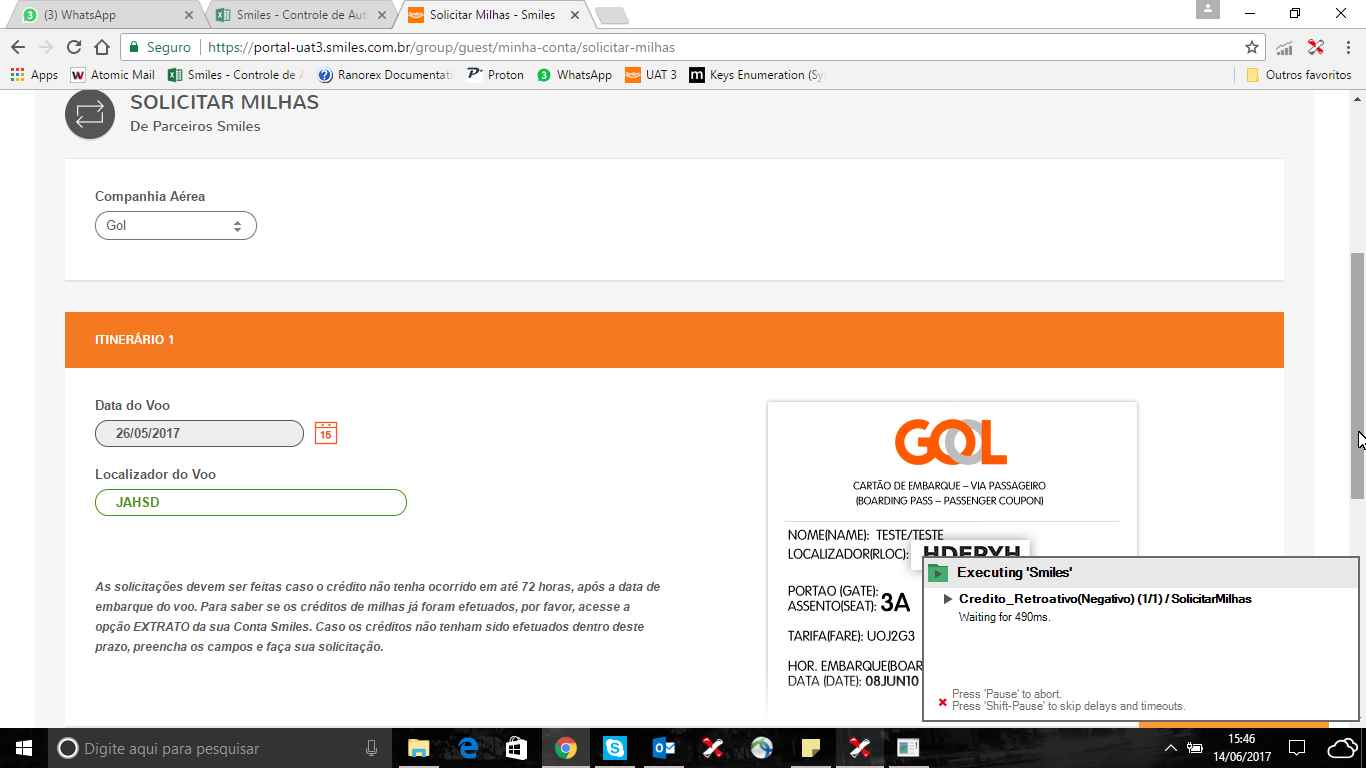 (3) WhatsApp
Smiles - Controle de Aut
Solicitar Milhas - Smiles
Seguro
https://portal-uat3.smiles.com.br/group/guest/minha-conta/solicitar-milhas
Apps
Atomic Mail
Smiles - Controle de A
Ranorex Documentati
Proton
WhatsApp
UAT 3
Keys Enumeration (Sy
Outros favoritos
SOLICITAR MILHAS
De Parceiros Smiles
Companhia Aérea
Gol
ITINERÁRIO 1
Data do Voo
26/05/2017
15
Localizador do Voo
JAHSD
As solicitações devem ser feitas caso o crédito não tenha ocorrido em até 72 horas, após a data de
embarque do voo. Para saber se os créditos de milhas já foram efetuados, por favor, acesse a
opção EXTRATO da sua Conta Smiles. Caso os créditos não tenham sido efetuados dentro deste
prazo, preencha os campos e faça sua solicitação.
GOL
CARTÃO DE EMBARQUE – VIA PASSAGEIRO
(BOARDING PASS – PASSENGER COUPON)
NOME(NAME): TESTE/TESTE
LOCALIZADOR(RLOC): HDEPYH
PORTAO (GATE):
ASSENTO(SEAT): 3A
TARIFA(FARE): UOJ2G3
HOR. EMBARQUE(BOAR
DATA (DATE): 08JUN10
Executing 'Smiles'
Credito_Retroativo(Negativo) (1/1) / SolicitarMilhas
Waiting for 490ms.
Press 'Pause' to abort.
Press 'Shift-Pause' to skip delays and timeouts.
Digite aqui para pesquisar
15:46
14/06/2017